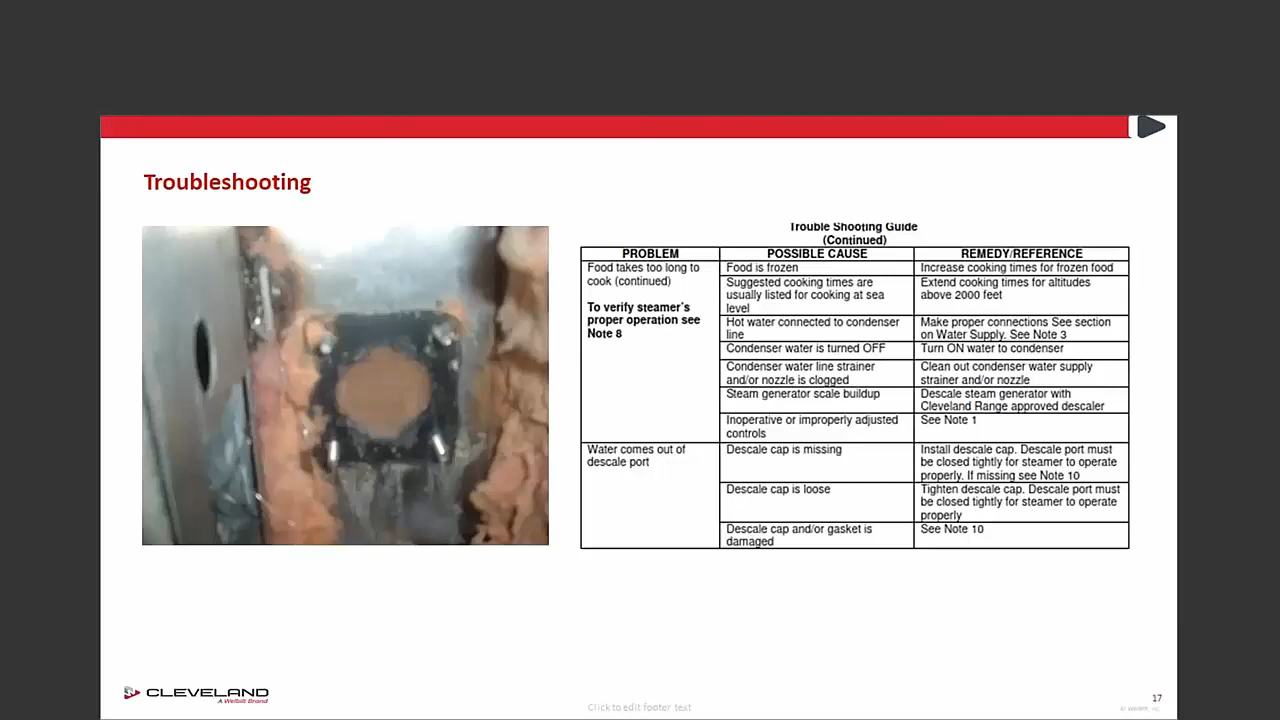 Troubleshooting
Trouble Shooting Guide
(Continued)
PROBLEM
POSSIBLE CAUSE
REMEDY/REFERENCE
Food takes too long to
cook (continued)
To verify steamer's
proper operation see
Note 8
Food is frozen
Increase cooking times for frozen food
Suggested cooking times are
usually listed for cooking at sea
level
Extend cooking times for altitudes
above 2000 feet
Hot water connected to condenser
line
Make proper connections See section
on Water Supply. See Note 3
Condenser water is turned OFF
Turn ON water to condenser
Condenser water line strainer
and/or nozzle is clogged
Clean out condenser water supply
strainer and/or nozzle
Steam generator scale buildup
Descale steam generator with
Cleveland Range approved descaler
Inoperative or improperly adjusted
controls
See Note 1
Water comes out of
descale port
Descale cap is missing
Install descale cap. Descale port must
be closed tightly for steamer to operate
properly. If missing see Note 10
Descale cap is loose
Tighten descale cap. Descale port must
be closed tightly for steamer to operate
properly
Descale cap and/or gasket is
damaged
See Note 10
CLEVELAND
A Welbilt Brand
Click to edit footer text
17